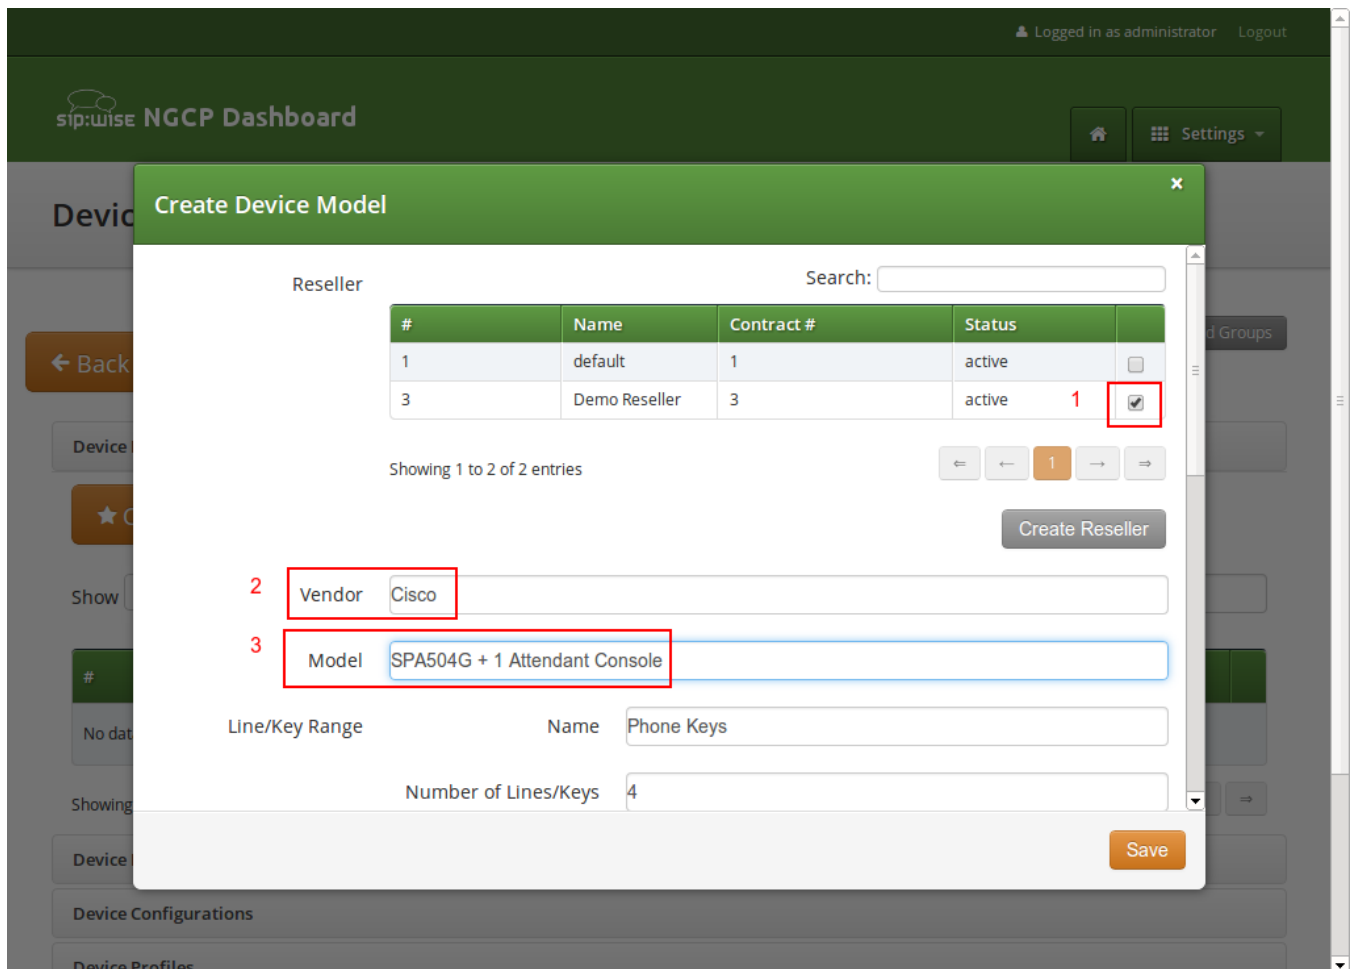 Logged in as administrator Logout
sip:wise NGCP Dashboard
Settings
Devic
Create Device Model
×
Reseller
Search:
# Name Contract # Status
1 default 1 active
3 Demo Reseller 3 active 1
Showing 1 to 2 of 2 entries
⇐ ← 1 → ⇒
Create Reseller
Back
d Groups
Device
2 Vendor Cisco
Show
3 Model SPA504G + 1 Attendant Console
#
Line/Key Range Name Phone Keys
No dat
Number of Lines/Keys 4
Showing
⇒
Save
Device
Device Configurations
Device Profiles